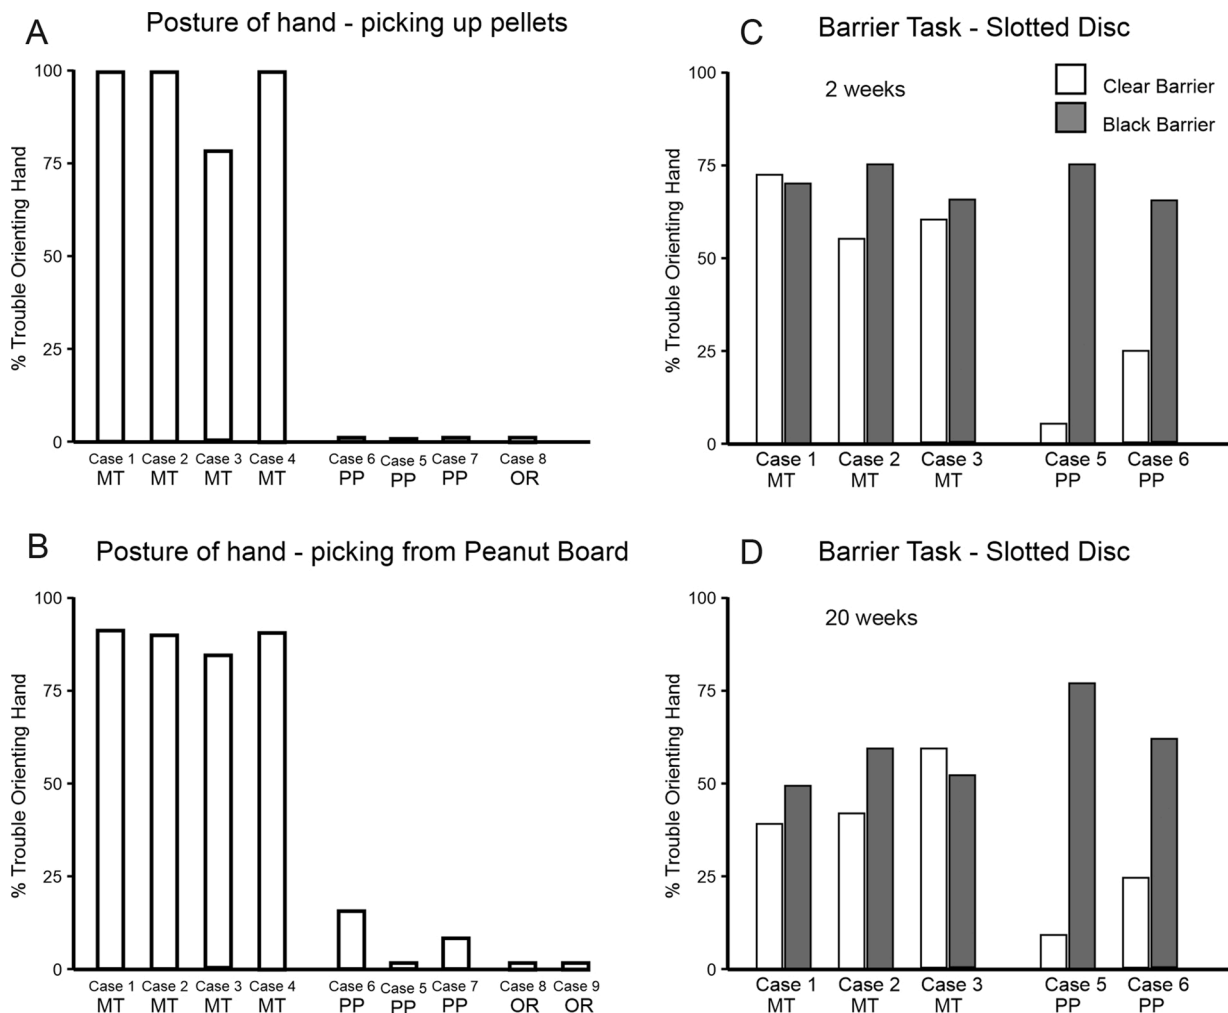 A
Posture of hand - picking up pellets
% Trouble Orienting Hand
100
75
50
25
0
Case 1 Case 2 Case 3 Case 4 Case 6 Case 5 Case 7 Case 8
MT MT MT MT PP PP PP OR
B
Posture of hand - picking from Peanut Board
% Trouble Orienting Hand
100
75
50
25
0
Case 1 Case 2 Case 3 Case 4 Case 6 Case 5 Case 7 Case 8 Case 9
MT MT MT MT PP PP PP OR OR
C
Barrier Task - Slotted Disc
2 weeks
Clear Barrier
Black Barrier
% Trouble Orienting Hand
100
75
50
25
0
Case 1 Case 2 Case 3 Case 5 Case 6
MT MT MT PP PP
D
Barrier Task - Slotted Disc
20 weeks
% Trouble Orienting Hand
100
75
50
25
0
Case 1 Case 2 Case 3 Case 5 Case 6
MT MT MT PP PP